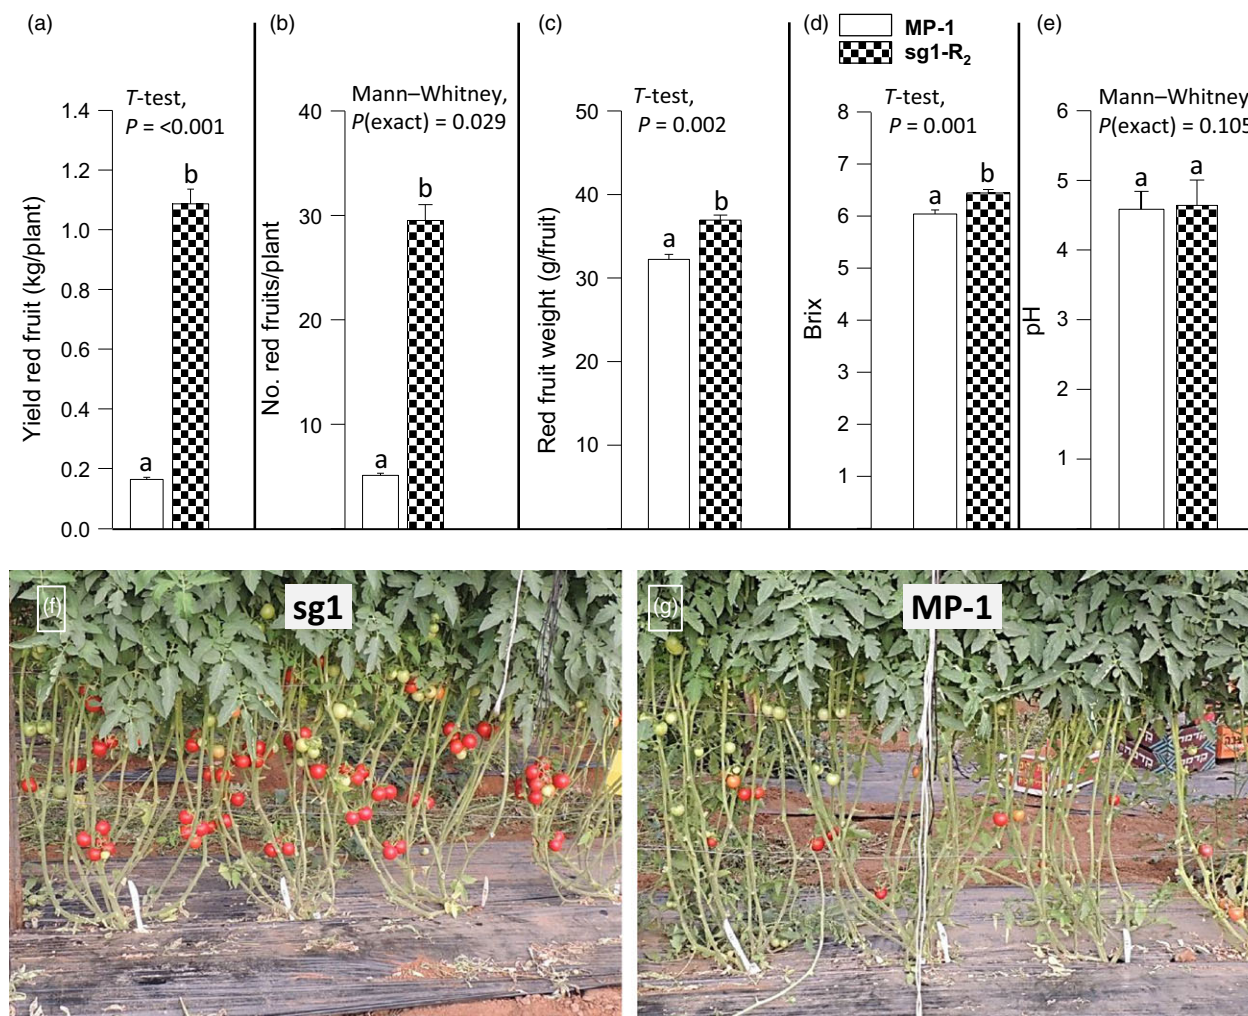 (a)
(b)
(c)
(d)
(e)
MP-1
sg1-R2
T-test,
P = <0.001
Mann–Whitney,
P(exact) = 0.029
T-test,
P = 0.002
T-test,
P = 0.001
Mann–Whitney
P(exact) = 0.105
Yield red fruit (kg/plant)
1.4
1.2
1.0
0.8
0.6
0.4
0.2
0.0
a
b
No. red fruits/plant
40
30
20
10
a
b
Red fruit weight (g/fruit)
50
40
30
20
10
a
b
Brix
8
7
6
5
4
3
2
1
a
b
pH
6
5
4
3
2
1
a
a
(f)
sg1
(g)
MP-1